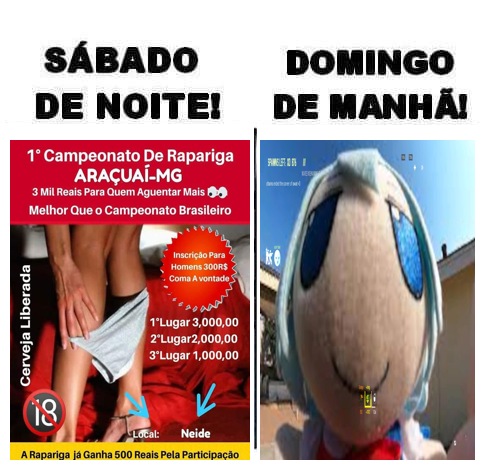 SÁBADO
DE NOITE!
DOMINGO
DE MANHÃ!
1° Campeonato De Rapariga
ARAÇUAÍ-MG
3 Mil Reais Para Quem Aguentar Mais 👀
Melhor Que o Campeonato Brasileiro
Inscrição Para
Homens 300R$
Coma A vontade
Cerveja Liberada
1°Lugar 3,000,00
2°Lugar2,000,00
3°Lugar 1,000,00
18
Local: Neide
A Rapariga já Ganha 500 Reais Pela Participação